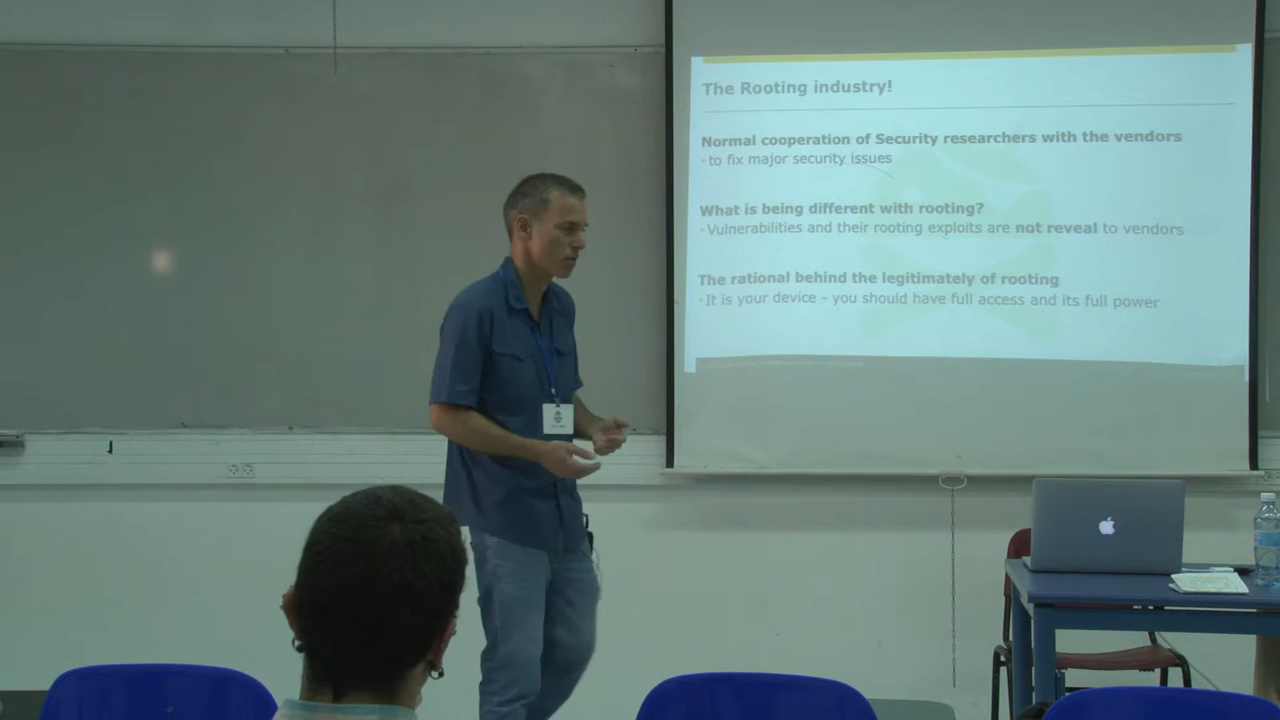 The Rooting industry!
Normal cooperation of Security researchers with the vendors
· to fix major security issues
What is being different with rooting?
· Vulnerabilities and their rooting exploits are not reveal to vendors
The rational behind the legitimately of rooting
· It is your device – you should have full access and its full power